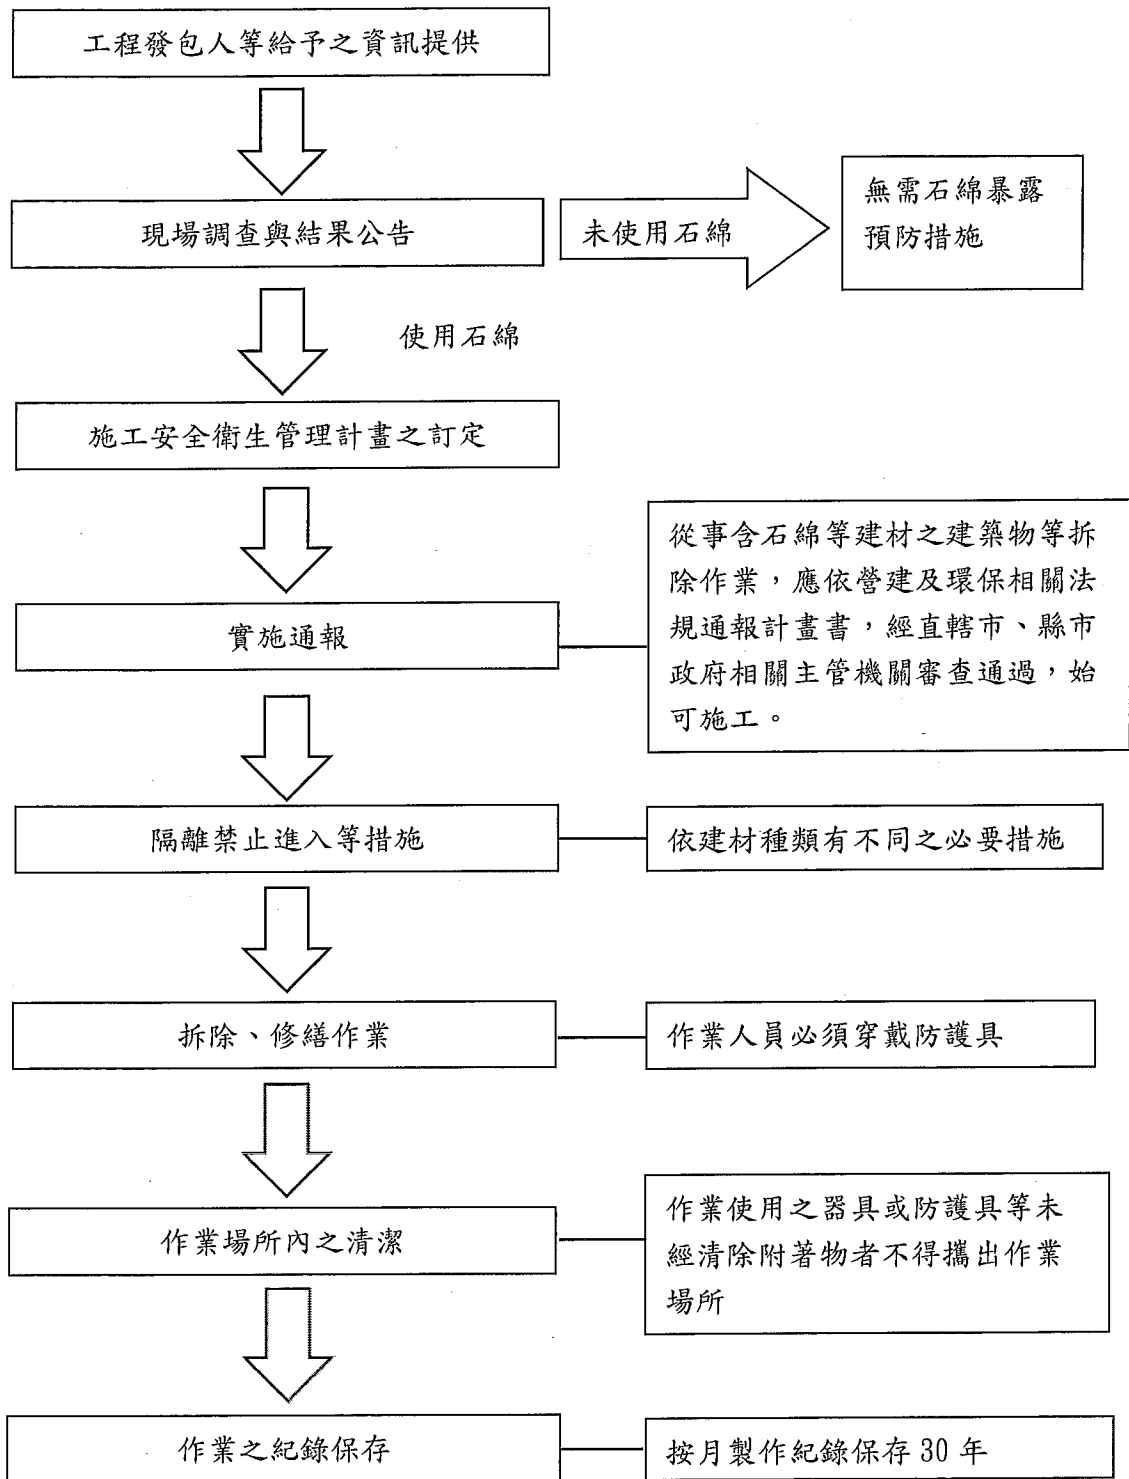 工程發包人等給予之資訊提供
現場調查與結果公告
未使用石綿
無需石綿暴露
預防措施
使用石綿
施工安全衛生管理計畫之訂定
實施通報
從事含石綿等建材之建築物等拆
除作業，應依營建及環保相關法
規通報計畫書，經直轄市、縣市
政府相關主管機關審查通過，始
可施工。
隔離禁止進入等措施
依建材種類有不同之必要措施
拆除、修繕作業
作業人員必須穿戴防護具
作業場所內之清潔
作業使用之器具或防護具等未
經清除附著物者不得攜出作業
場所
作業之紀錄保存
按月製作紀錄保存 30 年